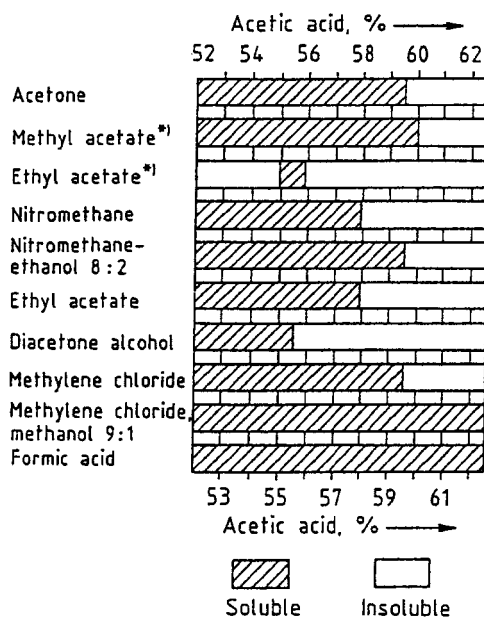 Acetic acid, %
52 54 56 58 60 62
Acetone
Methyl acetate*)
Ethyl acetate*)
Nitromethane
Nitromethane-
ethanol 8:2
Ethyl acetate
Diacetone alcohol
Methylene chloride
Methylene chloride,
methanol 9:1
Formic acid
53 55 57 59 61
Acetic acid, %
Soluble Insoluble